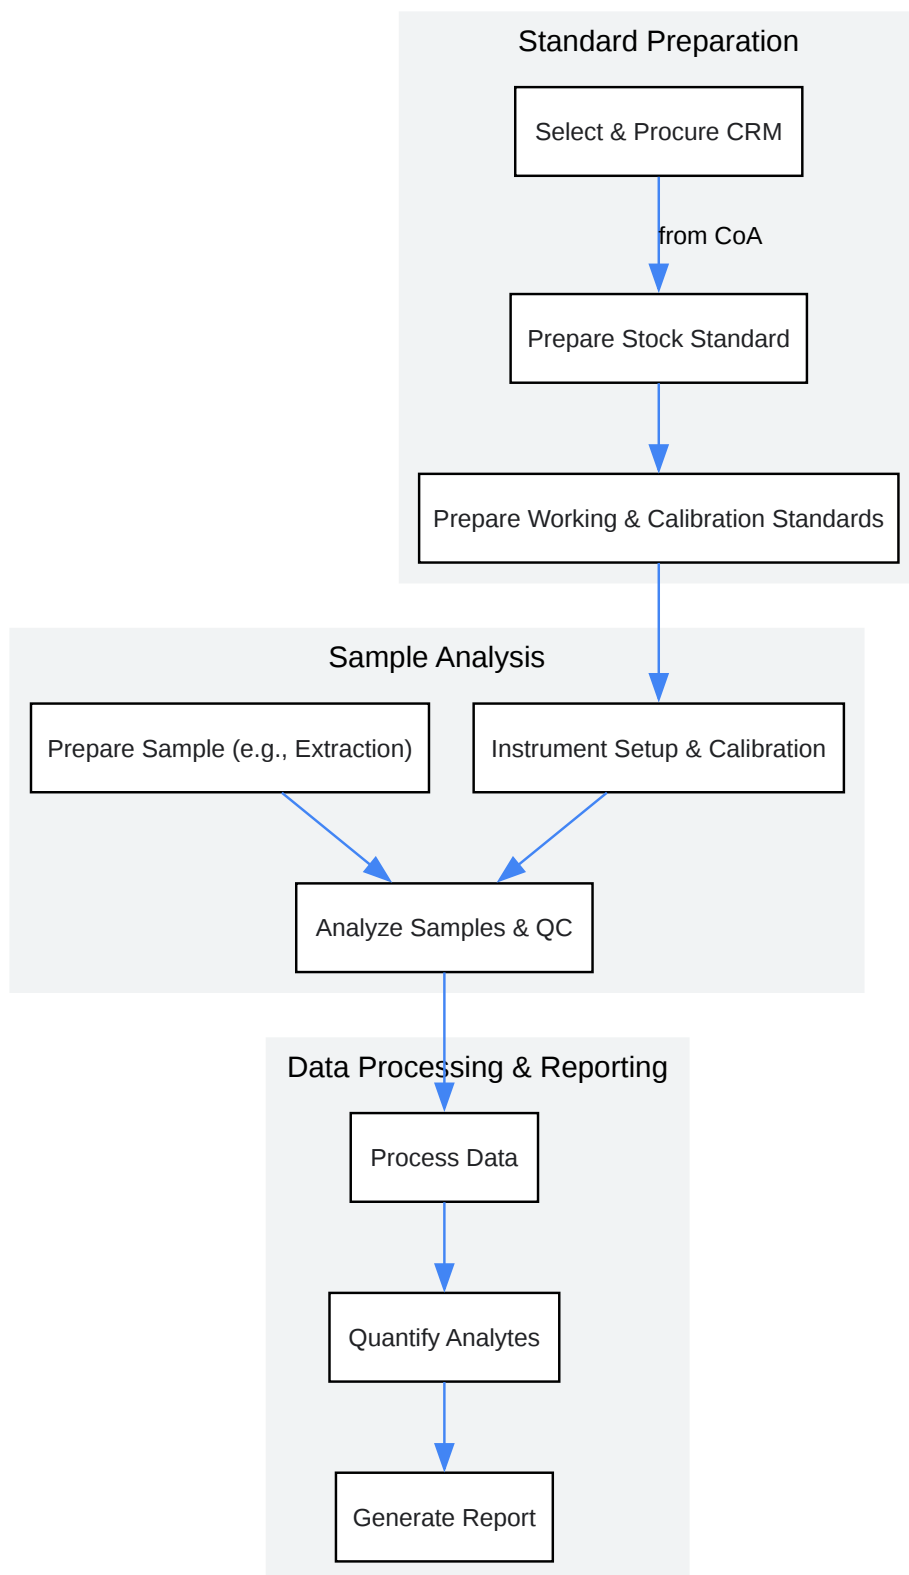 Standard Preparation
Select & Procure CRM
from CoA
Prepare Stock Standard
Prepare Working & Calibration Standards
Sample Analysis
Prepare Sample (e.g., Extraction)
Instrument Setup & Calibration
Analyze Samples & QC
Data Processing & Reporting
Process Data
Quantify Analytes
Generate Report